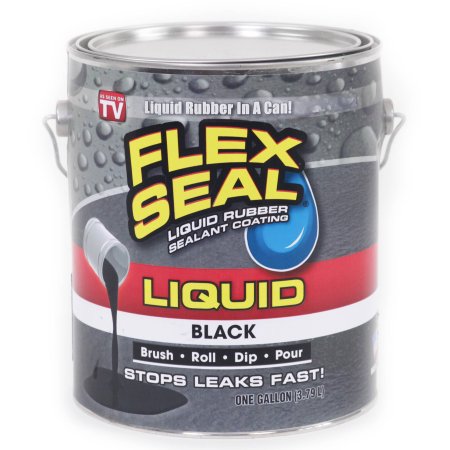 AS SEEN ON
TV
Liquid Rubber In A Can!
FLEX
SEAL®
LIQUID RUBBER
SEALANT COATING
LIQUID
BLACK
Brush • Roll • Dip • Pour
STOPS LEAKS FAST!
ONE GALLON (3.79 L)